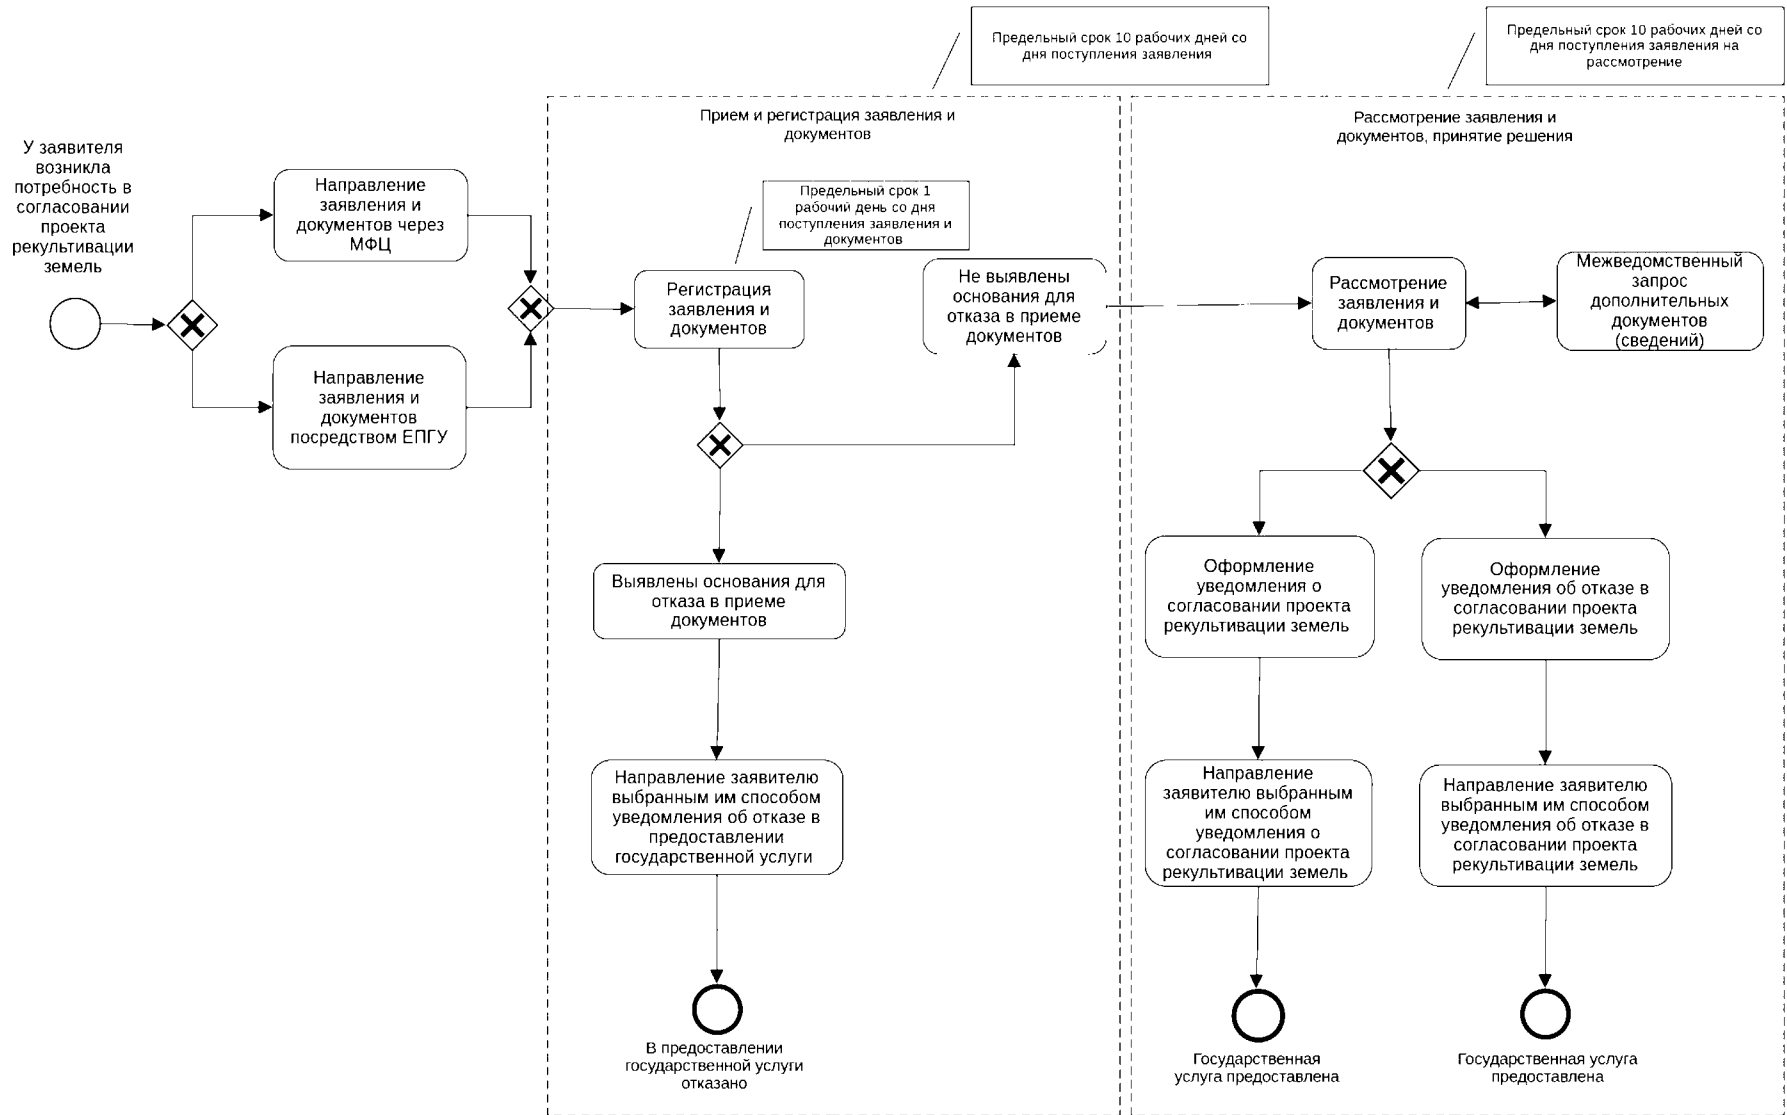 Предельный срок 10 рабочих дней со
дня поступления заявления
Предельный срок 10 рабочих дней со
дня поступления заявления на
рассмотрение
Прием и регистрация заявления и
документов
Рассмотрение заявления и
документов, принятие решения
У заявителя
возникла
потребность в
согласовании
проекта
рекультивации
земель
Направление
заявления и
документов через
МФЦ
Направление
заявления и
документов
посредством ЕПГУ
Предельный срок 1
рабочий день со дня
поступления заявления и
документов
Регистрация
заявления и
документов
Не выявлены
основания для
отказа в приеме
документов
Рассмотрение
заявления и
документов
Межведомственный
запрос
дополнительных
документов
(сведений)
Выявлены основания для
отказа в приеме
документов
Оформление
уведомления о
согласовании проекта
рекультивации земель
Оформление
уведомления об отказе в
согласовании проекта
рекультивации земель
Направление заявителю
выбранным им способом
уведомления об отказе в
предоставлении
государственной услуги
Направление
заявителю выбранным
им способом
уведомления о
согласовании проекта
рекультивации земель
Направление заявителю
выбранным им способом
уведомления об отказе в
согласовании проекта
рекультивации земель
В предоставлении
государственной услуги
отказано
Государственная
услуга предоставлена
Государственная услуга
предоставлена